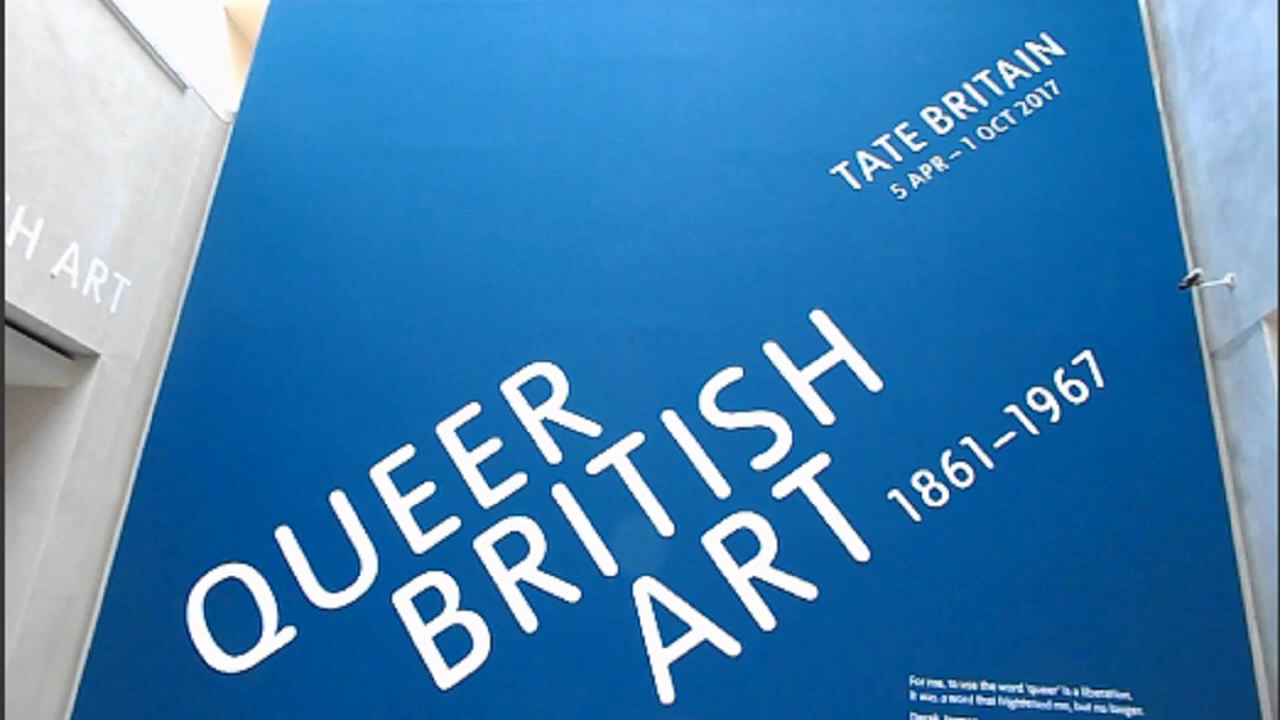 TATE BRITAIN
5 APR – 1 OCT 2017
H ART
QUEER
BRITISH
ART
1861–1967
For me, to use the word 'queer' is a liberation.
It was a word that frightened me, but no longer.
Derek